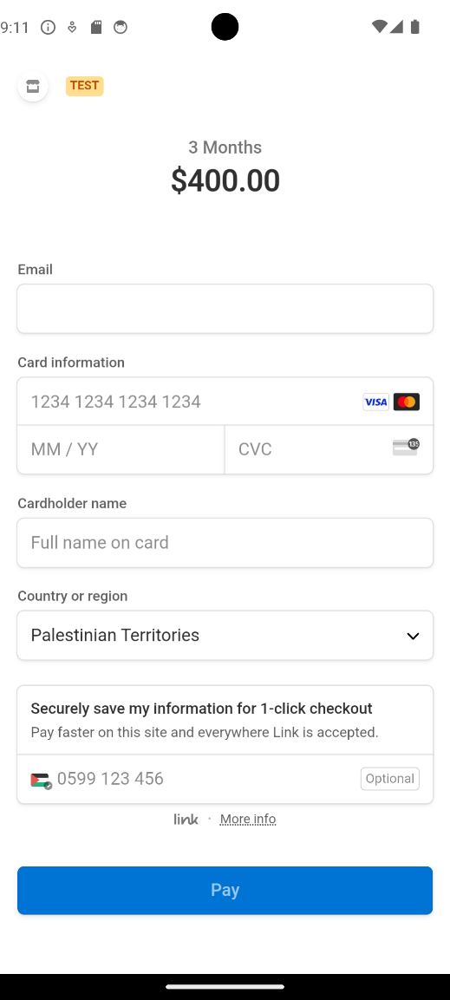 9:11
TEST
3 Months
$400.00
Email
Card information
1234 1234 1234 1234
VISA
MM / YY
CVC
135
Cardholder name
Full name on card
Country or region
Palestinian Territories
Securely save my information for 1-click checkout
Pay faster on this site and everywhere Link is accepted.
0599 123 456
Optional
link · More info
Pay